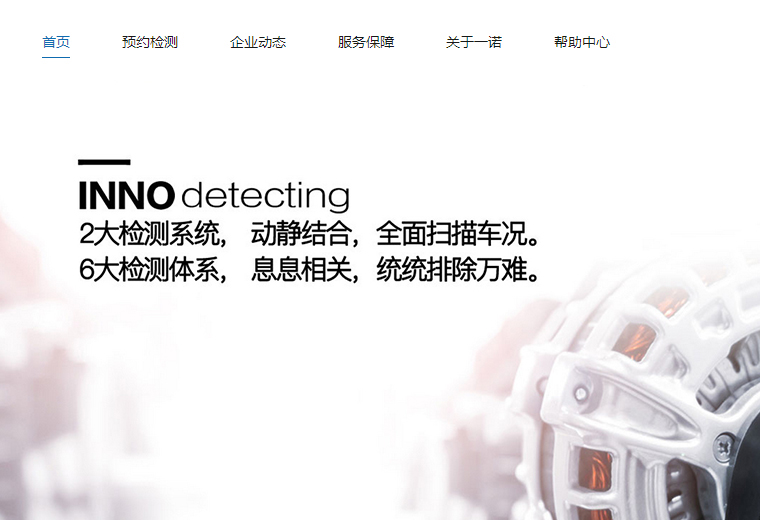 首页 预约检测 企业动态 服务保障 关于一诺 帮助中心
INNO detecting
2大检测系统， 动静结合，全面扫描车况。
6大检测体系， 息息相关，统统排除万难。